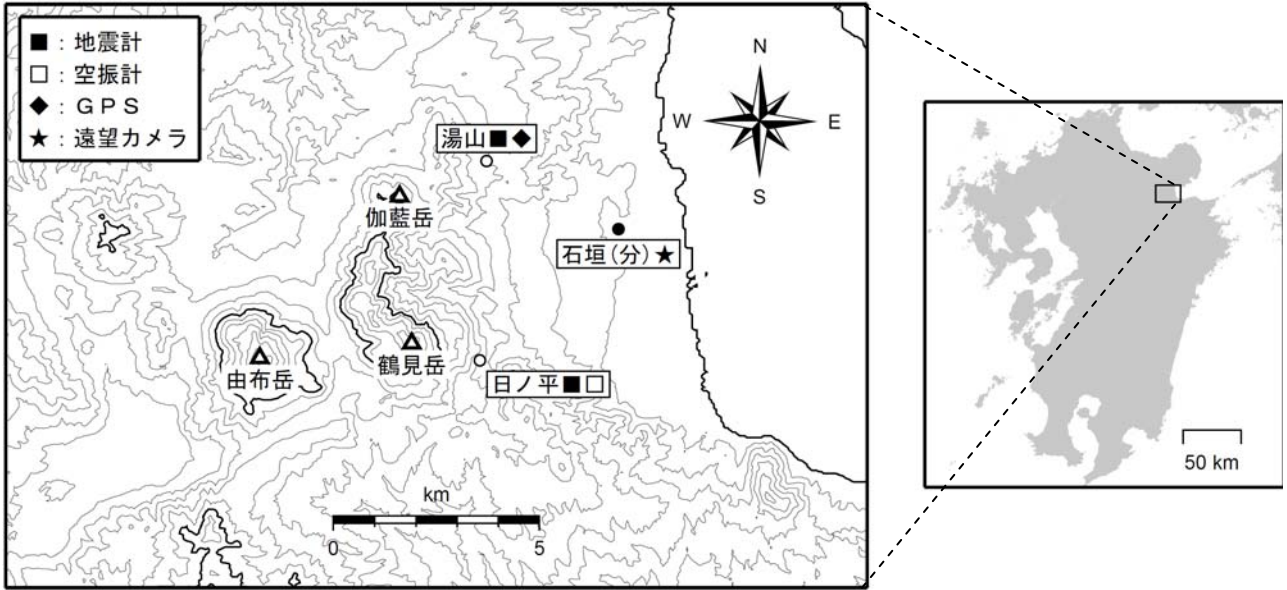 ■：地震計
□：空振計
◆：ＧＰＳ
★：遠望カメラ
N
W
E
S
湯山■◆
伽藍岳
石垣(分)★
由布岳
鶴見岳
日ノ平■□
km
0
5
50 km